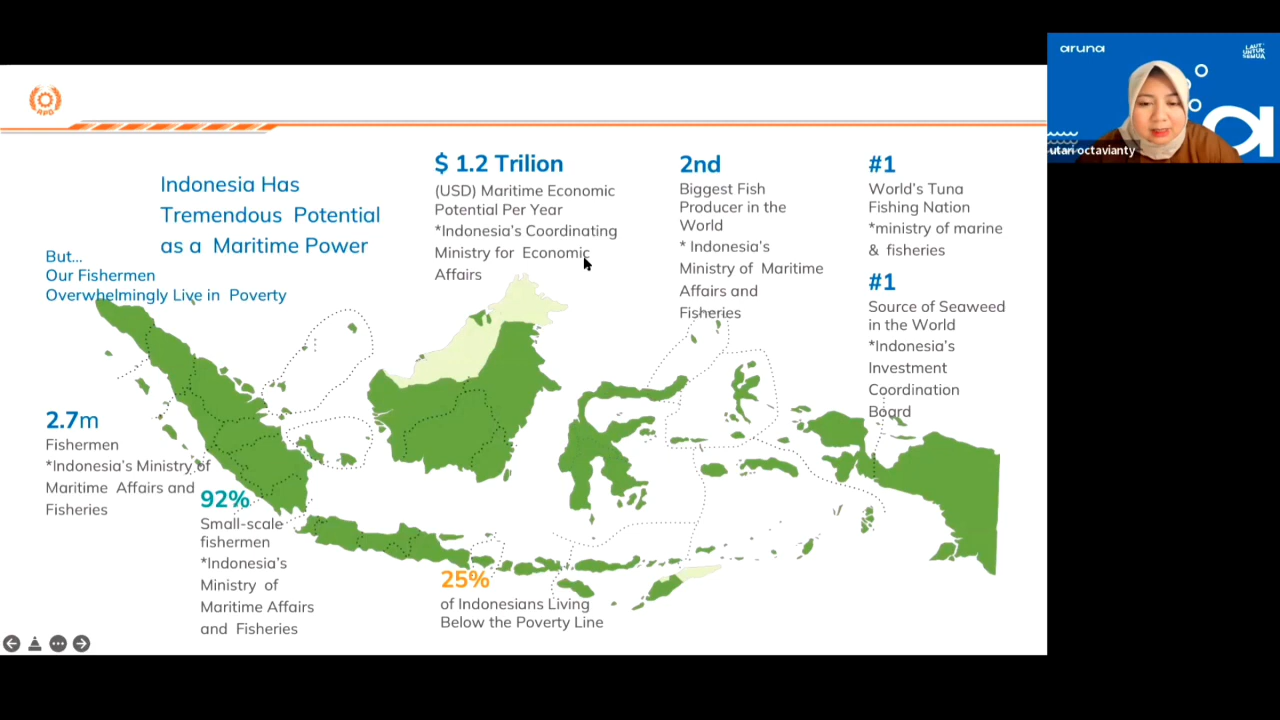 RPG
Indonesia Has
Tremendous Potential
as a Maritime Power
But...
Our Fishermen
Overwhelmingly Live in Poverty
$ 1.2 Trilion
(USD) Maritime Economic
Potential Per Year
*Indonesia's Coordinating
Ministry for Economic
Affairs
2nd
Biggest Fish
Producer in the
World
* Indonesia's
Ministry of Maritime
Affairs and
Fisheries
#1
World's Tuna
Fishing Nation
*ministry of marine
& fisheries
#1
Source of Seaweed
in the World
*Indonesia's
Investment
Coordination
Board
2.7m
Fishermen
*Indonesia's Ministry of
Maritime Affairs and
Fisheries
92%
Small-scale
fishermen
*Indonesia's
Ministry of
Maritime Affairs
and Fisheries
25%
of Indonesians Living
Below the Poverty Line
aruna
LAUT
UNTUK
SEMUA
a
utari octavianty